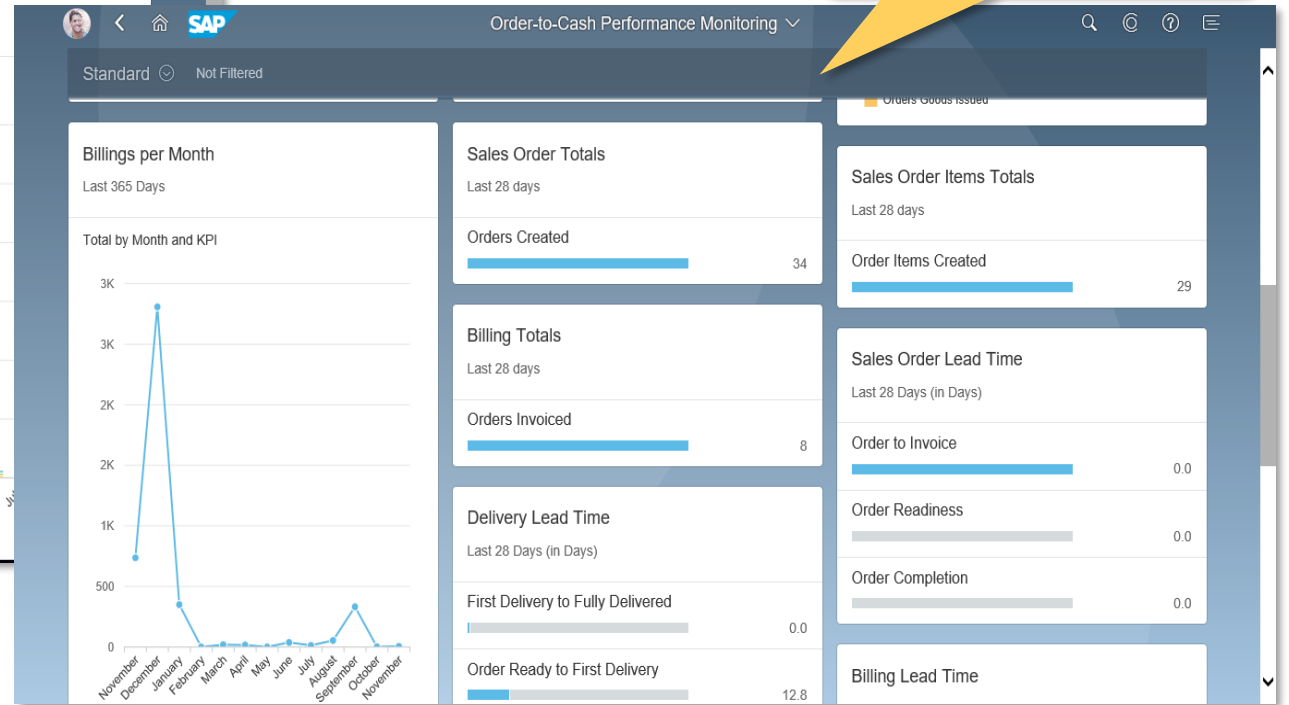 SAP
Order-to-Cash Performance Monitoring
Standard
Not Filtered
Orders Goods Issued
Billings per Month
Last 365 Days
Total by Month and KPI
3K
3K
2K
2K
1K
500
0
November
December
January
February
March
April
May
June
July
August
September
October
November
Sales Order Totals
Last 28 days
Orders Created
34
Billing Totals
Last 28 days
Orders Invoiced
8
Delivery Lead Time
Last 28 Days (in Days)
First Delivery to Fully Delivered
0.0
Order Ready to First Delivery
12.8
Sales Order Items Totals
Last 28 days
Order Items Created
29
Sales Order Lead Time
Last 28 Days (in Days)
Order to Invoice
0.0
Order Readiness
0.0
Order Completion
0.0
Billing Lead Time